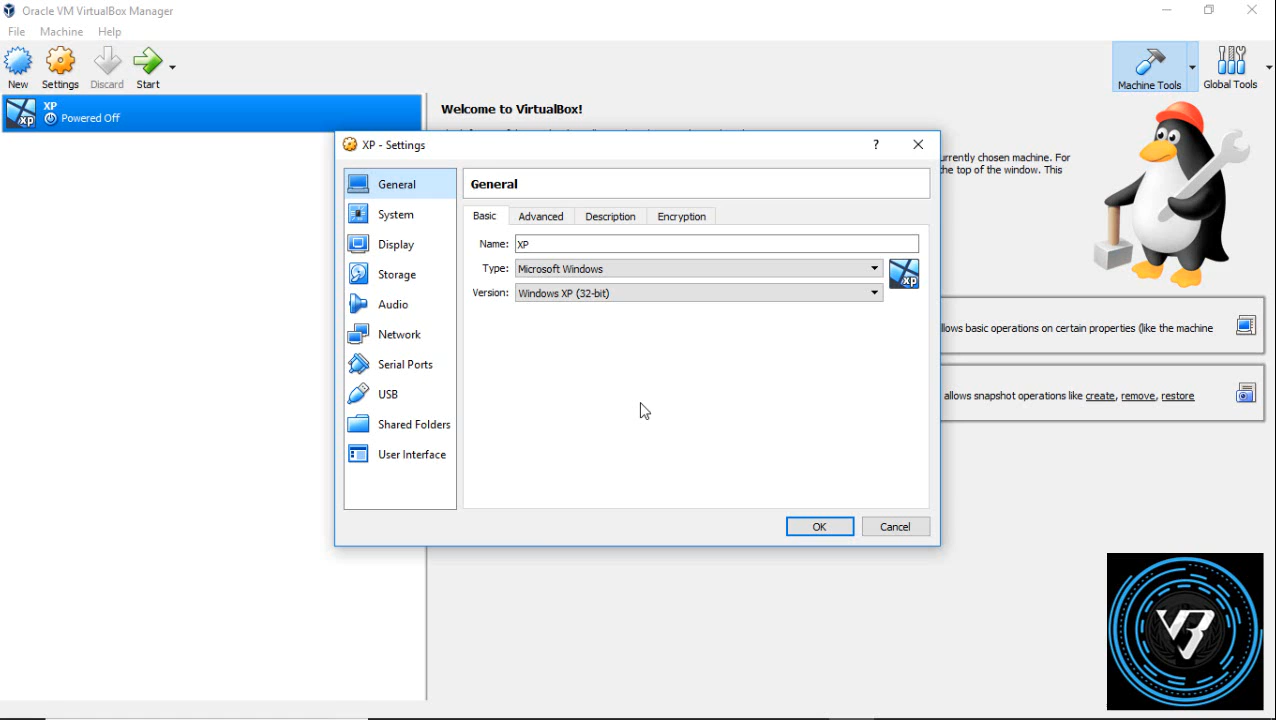 Oracle VM VirtualBox Manager
File Machine Help
New Settings Discard Start
Machine Tools Global Tools
XP
Powered Off
Welcome to VirtualBox!
urrently chosen machine. For
he top of the window. This
XP - Settings
General
System
Display
Storage
Audio
Network
Serial Ports
USB
Shared Folders
User Interface
General
Basic Advanced Description Encryption
Name: XP
Type: Microsoft Windows
Version: Windows XP (32-bit)
xp
OK Cancel
lows basic operations on certain properties (like the machine
allows snapshot operations like create, remove, restore